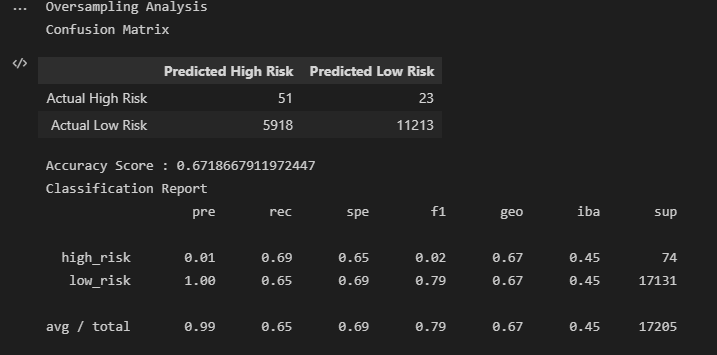 ... Oversampling Analysis
Confusion Matrix
</>
Predicted High Risk Predicted Low Risk
Actual High Risk 51 23
Actual Low Risk 5918 11213
Accuracy Score : 0.6718667911972447
Classification Report
pre rec spe f1 geo iba sup
high_risk 0.01 0.69 0.65 0.02 0.67 0.45 74
low_risk 1.00 0.65 0.69 0.79 0.67 0.45 17131
avg / total 0.99 0.65 0.69 0.79 0.67 0.45 17205